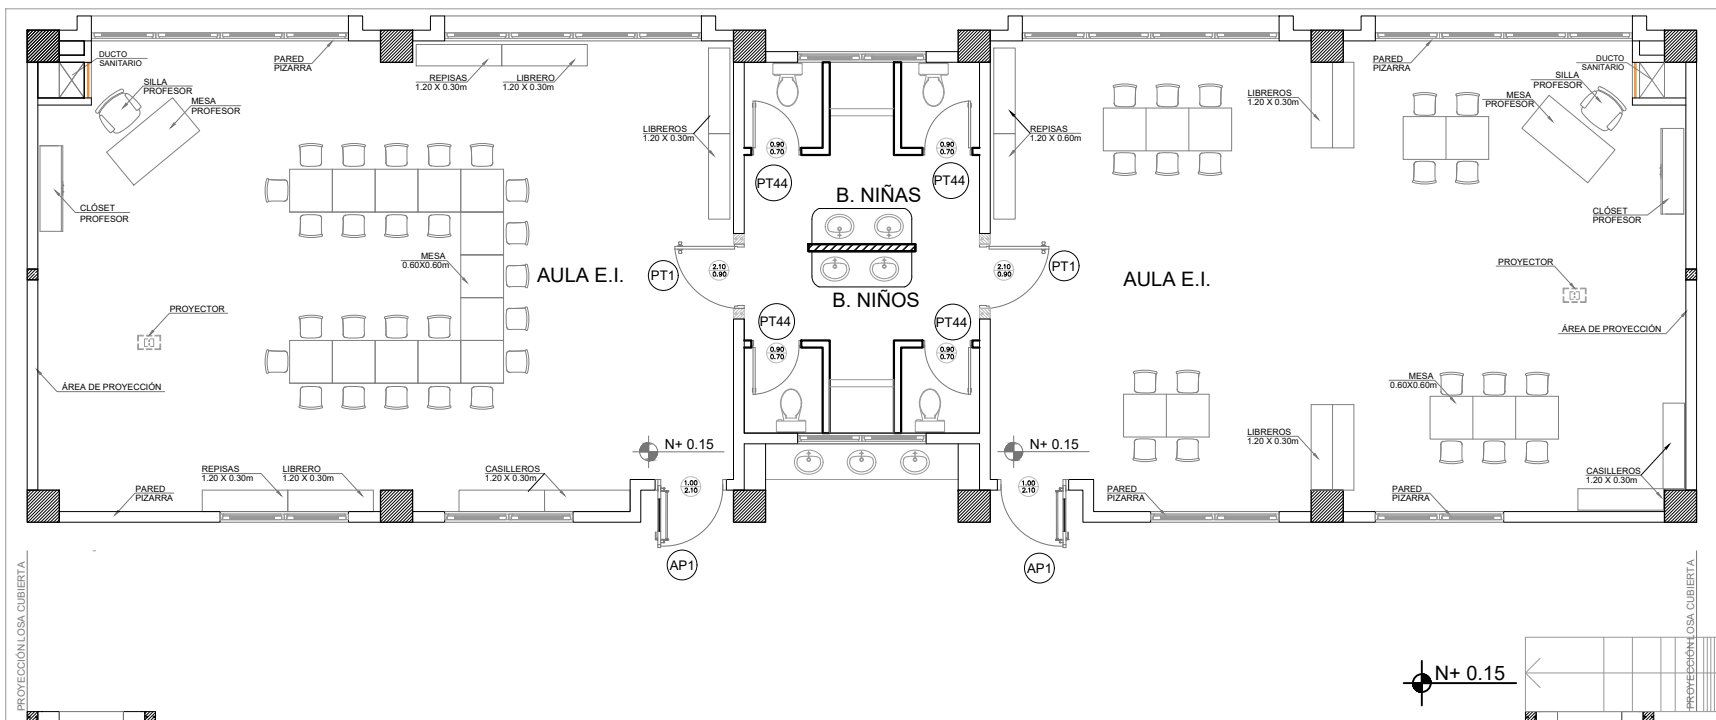 DUCTO
SANITARIO
PARED
PIZARRA
SILLA
PROFESOR
MESA
PROFESOR
REPISAS
1.20 X 0.30m
LIBRERO
1.20 X 0.30m
LIBREROS
1.20 X 0.30m
CLÓSET
PROFESOR
MESA
0.60X0.60m
AULA E.I.
PROYECTOR
ÁREA DE PROYECCIÓN
REPISAS
1.20 X 0.30m
LIBRERO
1.20 X 0.30m
CASILLEROS
1.20 X 0.30m
PARED
PIZARRA
N+ 0.15
1.00
2.10
AP1
PT1
2.10
0.90
0.90
0.70
PT44
0.90
0.70
PT44
B. NIÑAS
B. NIÑOS
PT44
0.90
0.70
PT44
0.90
0.70
2.10
0.90
PT1
REPISAS
1.20 X 0.60m
LIBREROS
1.20 X 0.30m
PARED
PIZARRA
DUCTO
SANITARIO
SILLA
PROFESOR
MESA
PROFESOR
CLÓSET
PROFESOR
AULA E.I.
PROYECTOR
ÁREA DE PROYECCIÓN
MESA
0.60X0.60m
LIBREROS
1.20 X 0.30m
N+ 0.15
1.00
2.10
AP1
PARED
PIZARRA
PARED
PIZARRA
CASILLEROS
1.20 X 0.30m
PROYECCIÓN LOSA CUBIERTA
PROYECCIÓN LOSA CUBIERTA
N+ 0.15